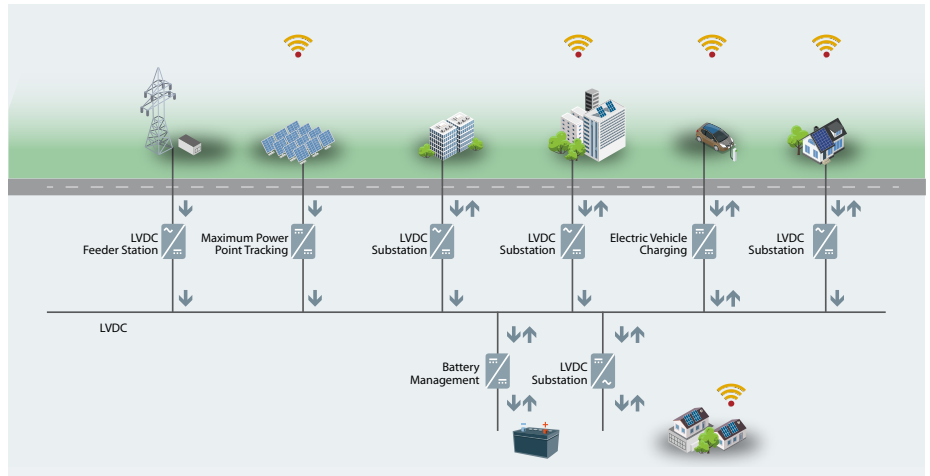 LVDC
Feeder Station
Maximum Power
Point Tracking
LVDC
Substation
LVDC
Substation
Electric Vehicle
Charging
LVDC
Substation
LVDC
Battery
Management
LVDC
Substation